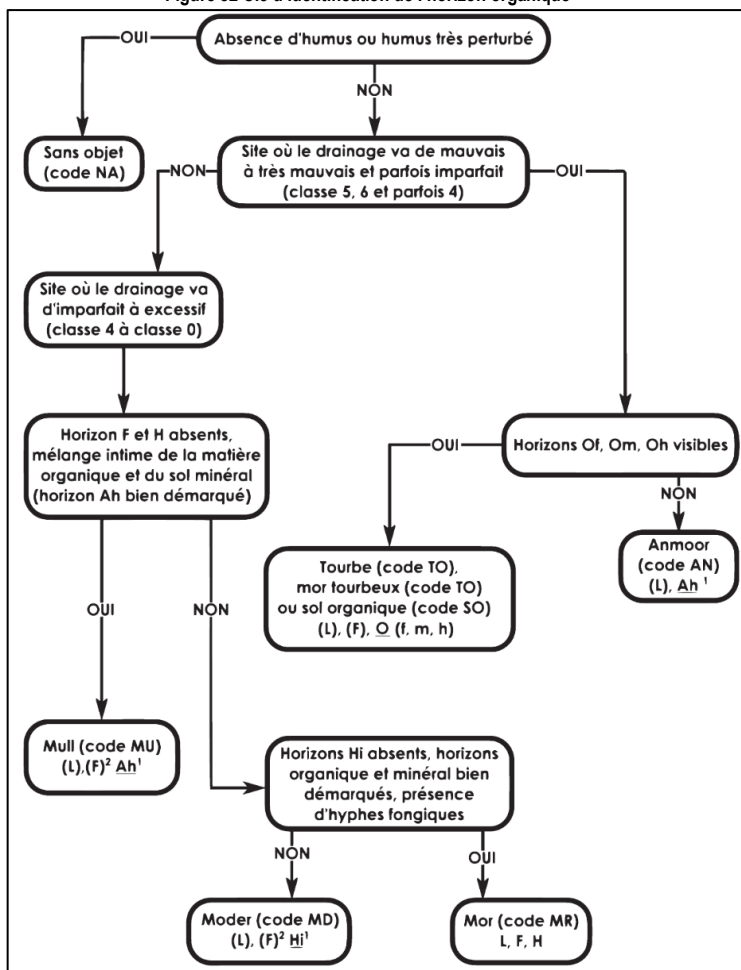 Figure 32 Clé d'identification de l'horizon organique
OUI
Absence d'humus ou humus très perturbé
NON
Sans objet
(code NA)
NON
Site où le drainage va de mauvais
à très mauvais et parfois imparfait
(classe 5, 6 et parfois 4)
OUI
Site où le drainage va
d'imparfait à excessif
(classe 4 à classe 0)
Horizon F et H absents,
mélange intime de la matière
organique et du sol minéral
(horizon Ah bien démarqué)
OUI
Horizons Of, Om, Oh visibles
NON
Tourbe (code TO),
mor tourbeux (code TO)
ou sol organique (code SO)
(L), (F), O (f, m, h)
Anmoor
(code AN)
(L), Ah ¹
OUI
NON
Mull (code MU)
(L),(F)² Ah¹
Horizons Hi absents, horizons
organique et minéral bien
démarqués, présence
d'hyphes fongiques
NON
OUI
Moder (code MD)
(L), (F)² Hi¹
Mor (code MR)
L, F, H